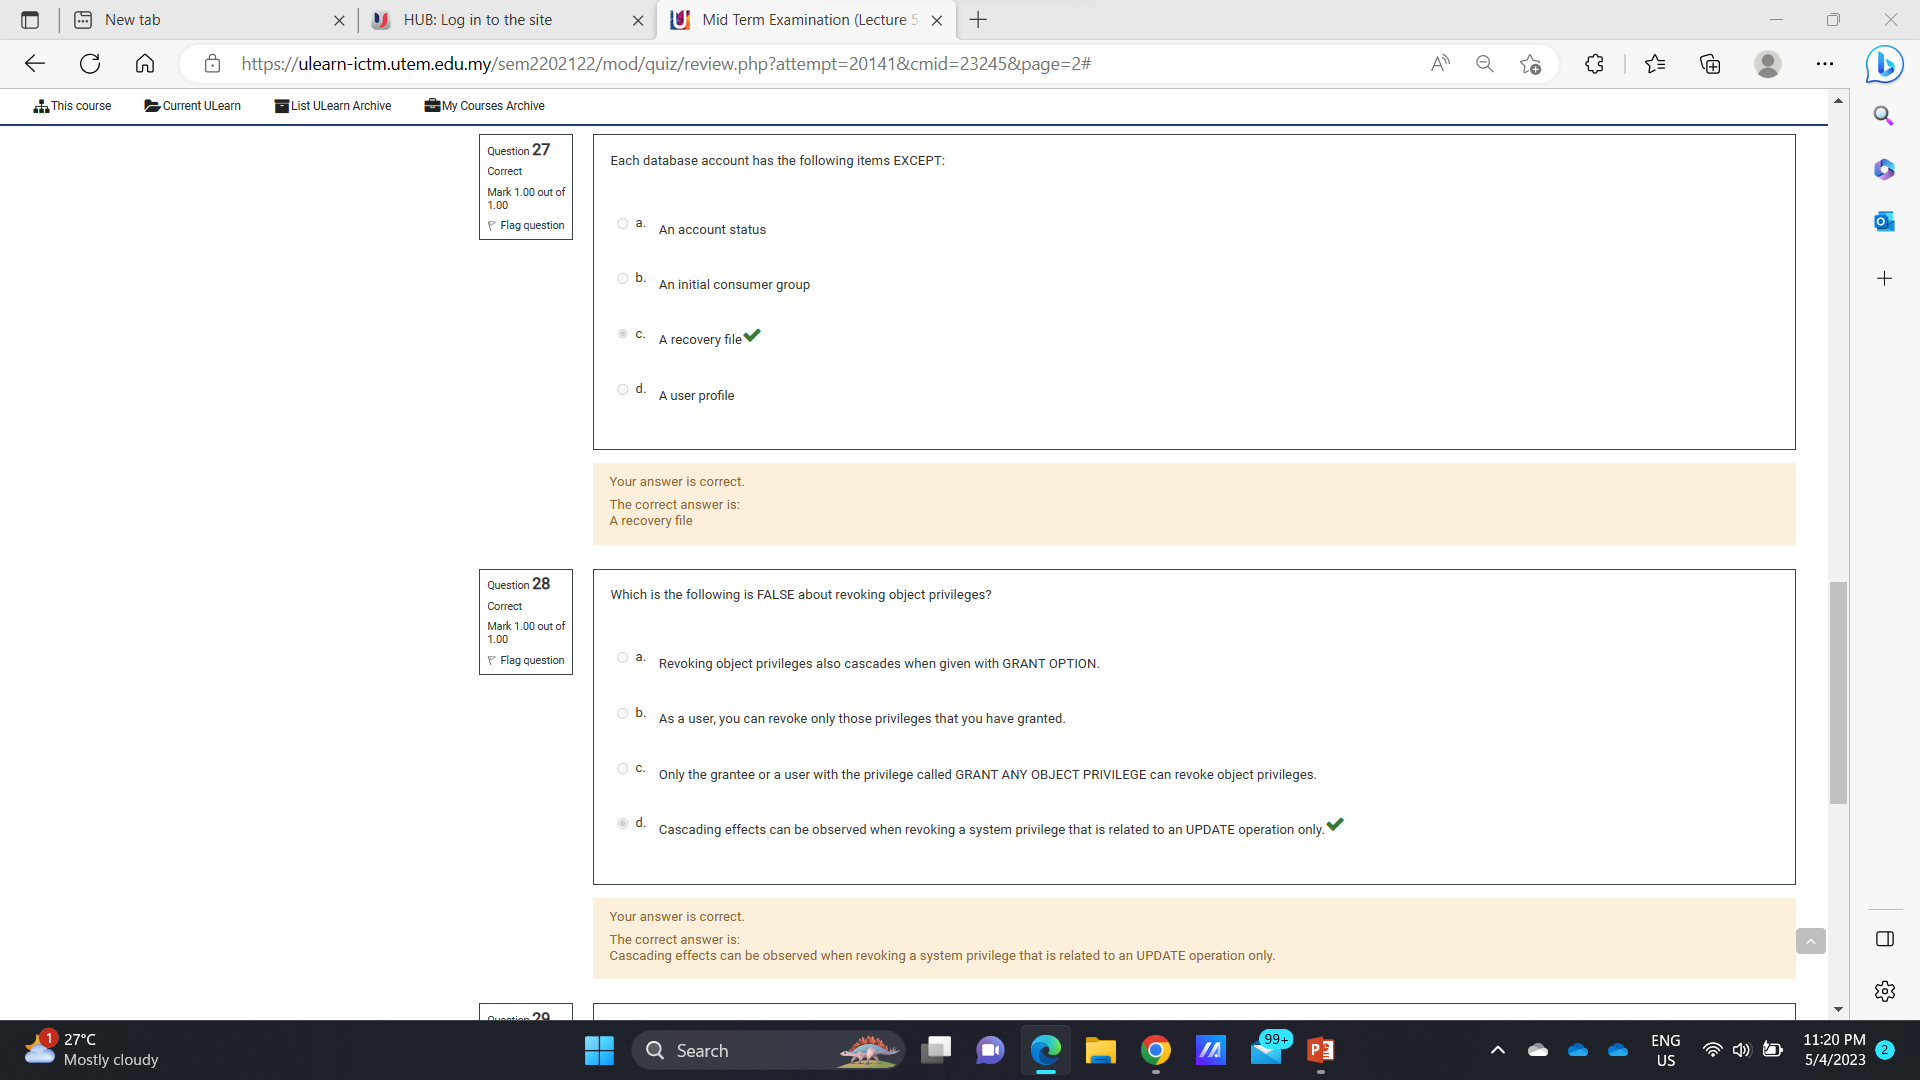 New tab
HUB: Log in to the site
Mid Term Examination (Lecture 5
https://ulearn-ictm.utem.edu.my/sem2202122/mod/quiz/review.php?attempt=20141&cmid=23245&page=2#
This course
Current ULearn
List ULearn Archive
My Courses Archive
Question 27
Correct
Mark 1.00 out of
1.00
Flag question
Each database account has the following items EXCEPT:
a. An account status
b. An initial consumer group
c. A recovery file
d. A user profile
Your answer is correct.
The correct answer is:
A recovery file
Question 28
Correct
Mark 1.00 out of
1.00
Flag question
Which is the following is FALSE about revoking object privileges?
a. Revoking object privileges also cascades when given with GRANT OPTION.
b. As a user, you can revoke only those privileges that you have granted.
c. Only the grantee or a user with the privilege called GRANT ANY OBJECT PRIVILEGE can revoke object privileges.
d. Cascading effects can be observed when revoking a system privilege that is related to an UPDATE operation only.
Your answer is correct.
The correct answer is:
Cascading effects can be observed when revoking a system privilege that is related to an UPDATE operation only.
Question 29
1
27°C
Mostly cloudy
Search
99+
ENG
US
11:20 PM
5/4/2023
2